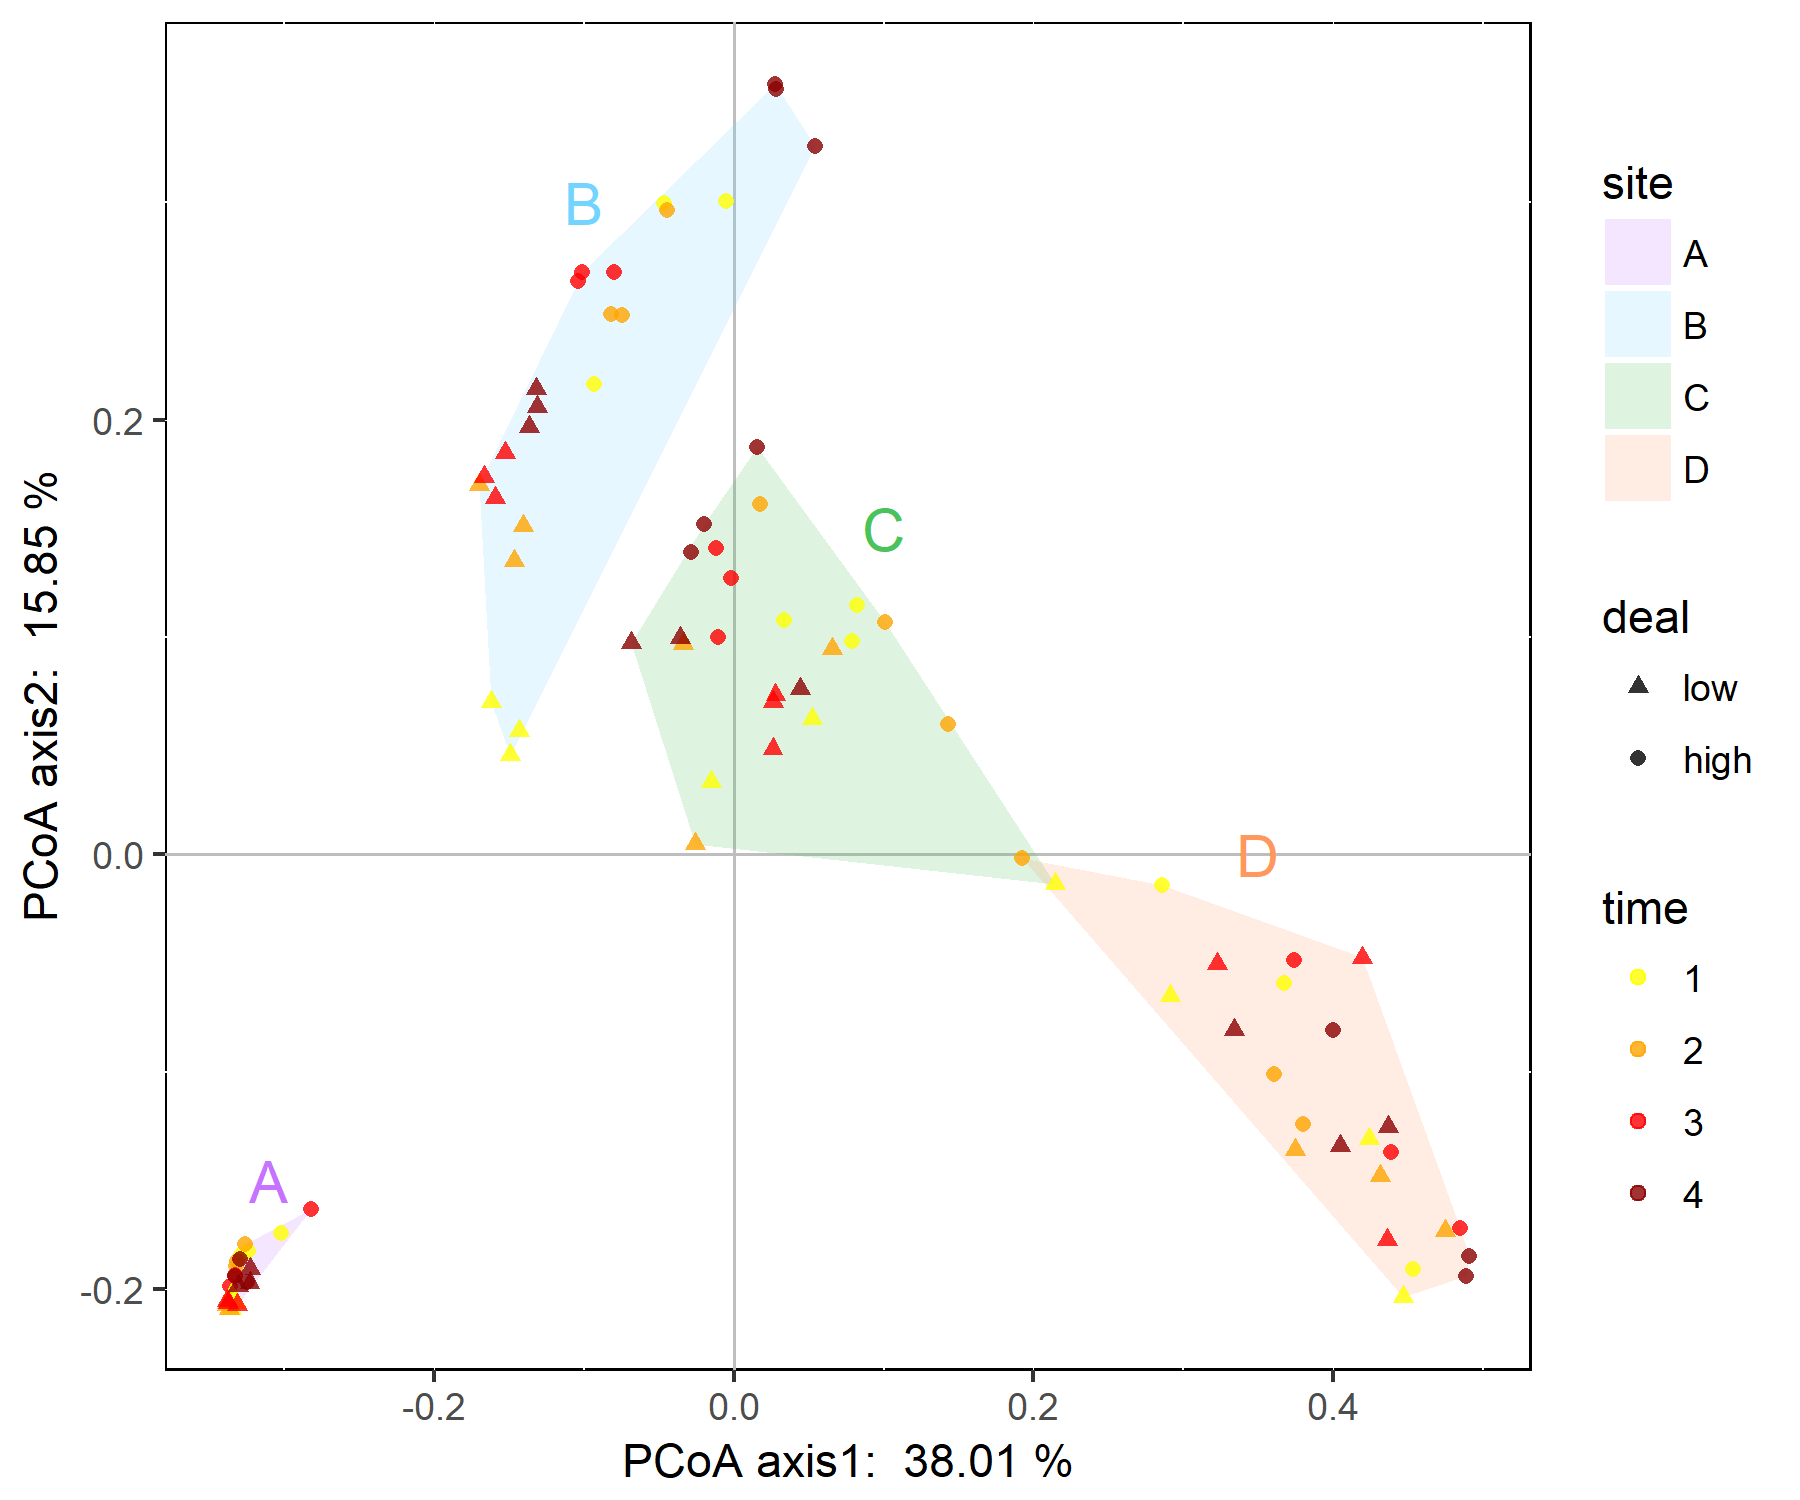 B
C
D
A
0.2
0.0
-0.2
-0.2
0.0
0.2
0.4
PCoA axis1:  38.01 %
PCoA axis2:  15.85 %
site
A
B
C
D
deal
low
high
time
1
2
3
4